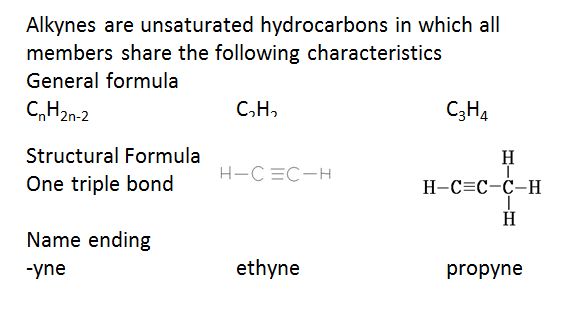 Alkynes are unsaturated hydrocarbons in which all
members share the following characteristics
General formula
CₙH₂ₙ₋₂ C₂H₂ C₃H₄
Structural Formula
One triple bond
H–C≡C–H
H
H–C≡C–C–H
H
Name ending
-yne ethyne propyne